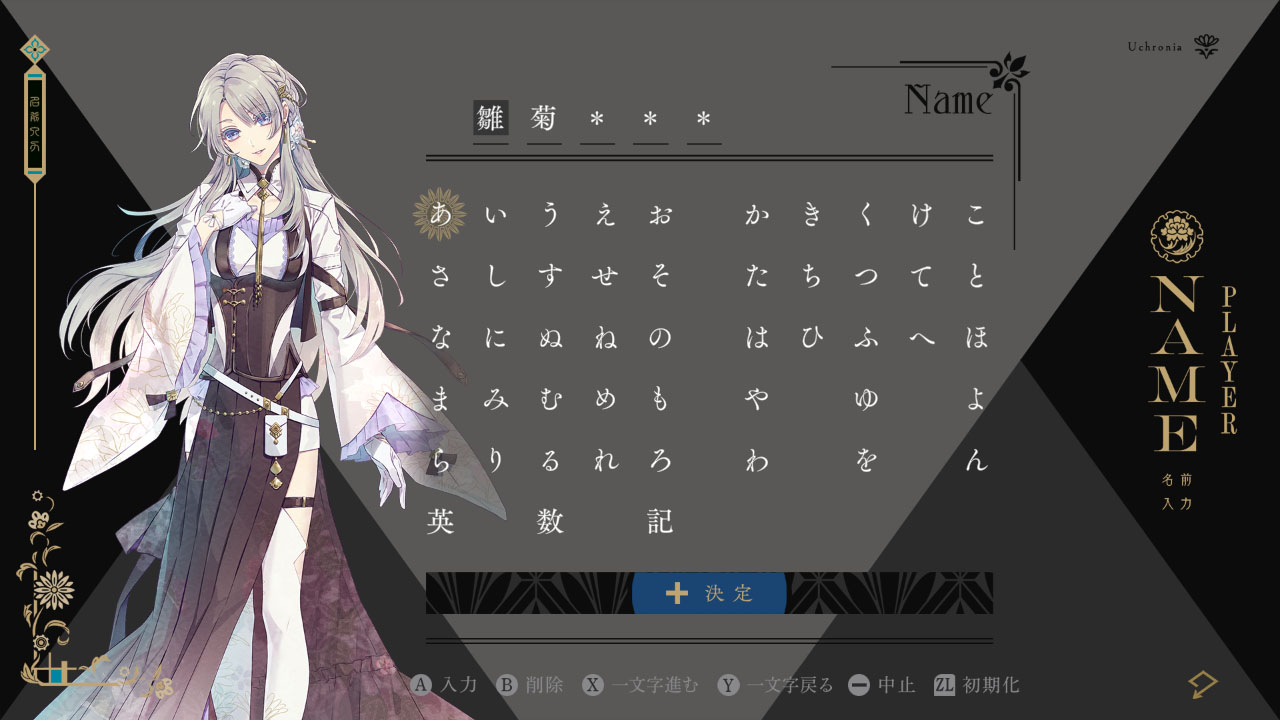 Uchronia
Name
雛菊＊＊＊
あいうえお かきくけこ
さしすせそ たちつてと
なにぬねの はひふへほ
まみむめも や ゆ よ
らりるれろ わ を ん
英 数 記
決定
PLAYER
NAME
名前
入力
名前入力
A 入力 B 削除 X 一文字進む Y 一文字戻る − 中止 ZL 初期化